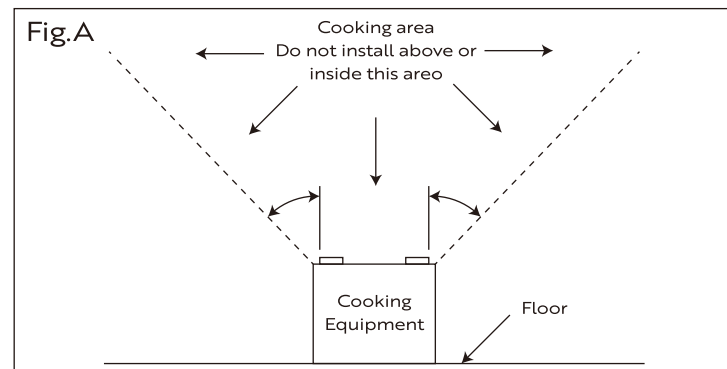 Fig.A
Cooking area
Do not install above or
inside this areo
Cooking
Equipment
Floor